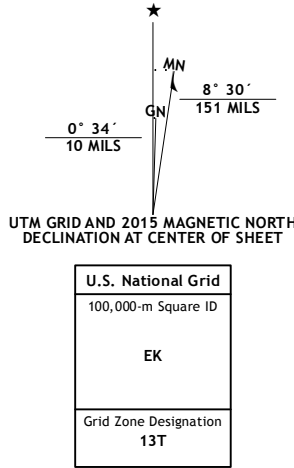 MN
GN
8° 30´
151 MILS
0° 34´
10 MILS
UTM GRID AND 2015 MAGNETIC NORTH
DECLINATION AT CENTER OF SHEET
U.S. National Grid
100,000-m Square ID
EK
Grid Zone Designation
13T